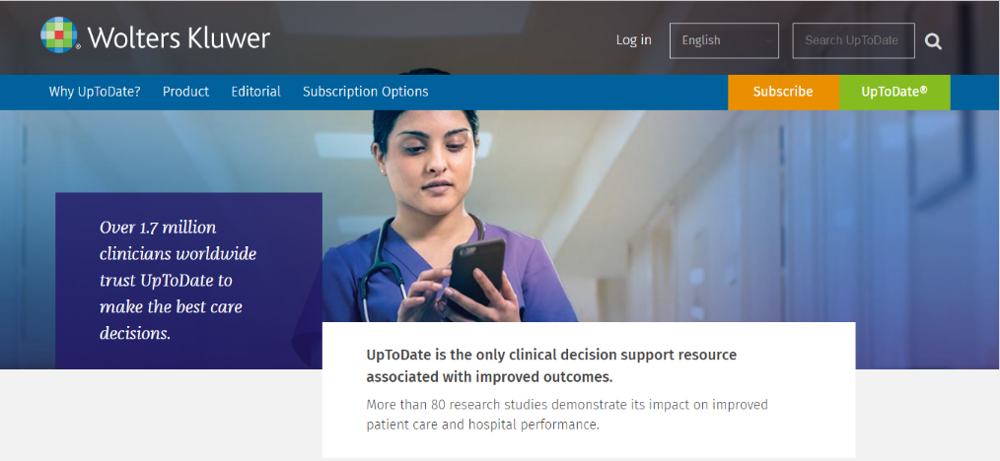 Wolters Kluwer
Log in
English
Search UpToDate
Why UpToDate?
Product
Editorial
Subscription Options
Subscribe
UpToDate®
Over 1.7 million
clinicians worldwide
trust UpToDate to
make the best care
decisions.
UpToDate is the only clinical decision support resource
associated with improved outcomes.
More than 80 research studies demonstrate its impact on improved
patient care and hospital performance.